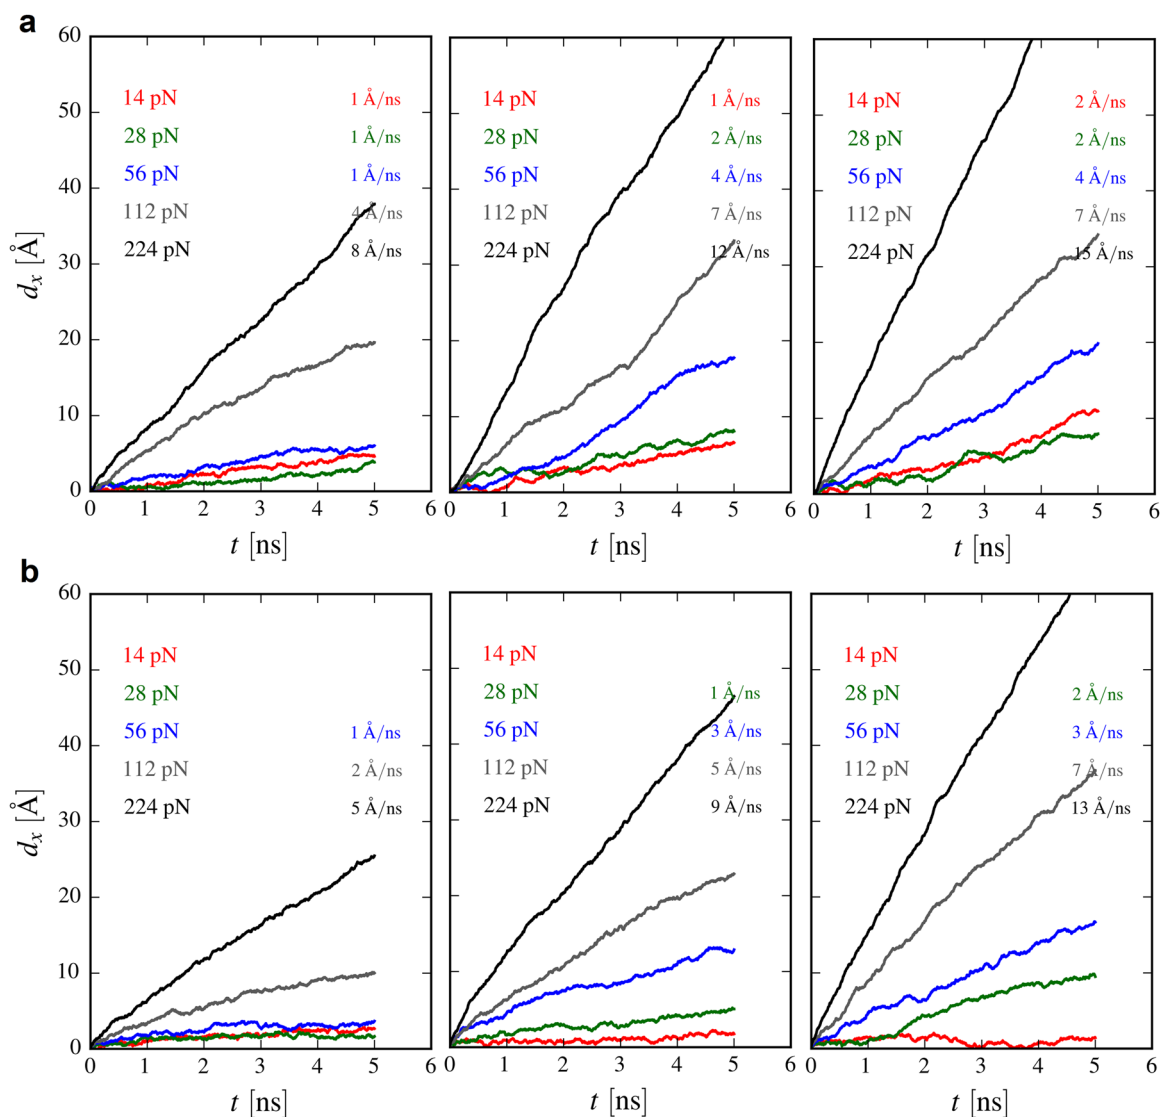 a
60
50
40
30
20
10
0
d_x [Å]
14 pN 1 Å/ns
28 pN 1 Å/ns
56 pN 1 Å/ns
112 pN 4 Å/ns
224 pN 8 Å/ns
0 1 2 3 4 5 6
t [ns]
14 pN 1 Å/ns
28 pN 2 Å/ns
56 pN 4 Å/ns
112 pN 7 Å/ns
224 pN 12 Å/ns
0 1 2 3 4 5 6
t [ns]
14 pN 2 Å/ns
28 pN 2 Å/ns
56 pN 4 Å/ns
112 pN 7 Å/ns
224 pN 15 Å/ns
0 1 2 3 4 5 6
t [ns]
b
60
50
40
30
20
10
0
d_x [Å]
14 pN
28 pN
56 pN 1 Å/ns
112 pN 2 Å/ns
224 pN 5 Å/ns
0 1 2 3 4 5 6
t [ns]
14 pN
28 pN 1 Å/ns
56 pN 3 Å/ns
112 pN 5 Å/ns
224 pN 9 Å/ns
0 1 2 3 4 5 6
t [ns]
14 pN
28 pN 2 Å/ns
56 pN 3 Å/ns
112 pN 7 Å/ns
224 pN 13 Å/ns
0 1 2 3 4 5 6
t [ns]